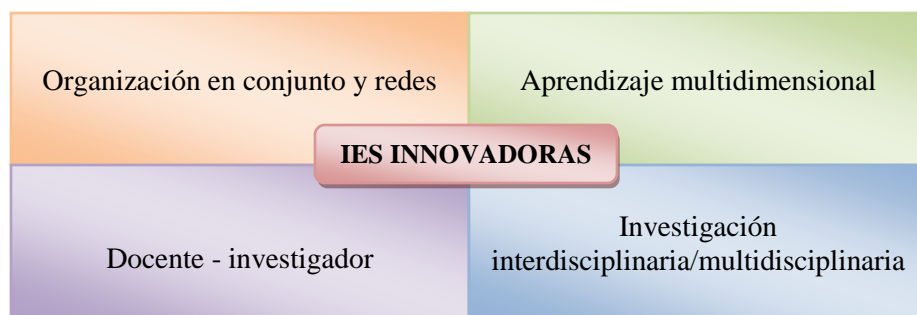 Organización en conjunto y redes
Aprendizaje multidimensional
IES INNOVADORAS
Docente - investigador
Investigación
interdisciplinaria/multidisciplinaria